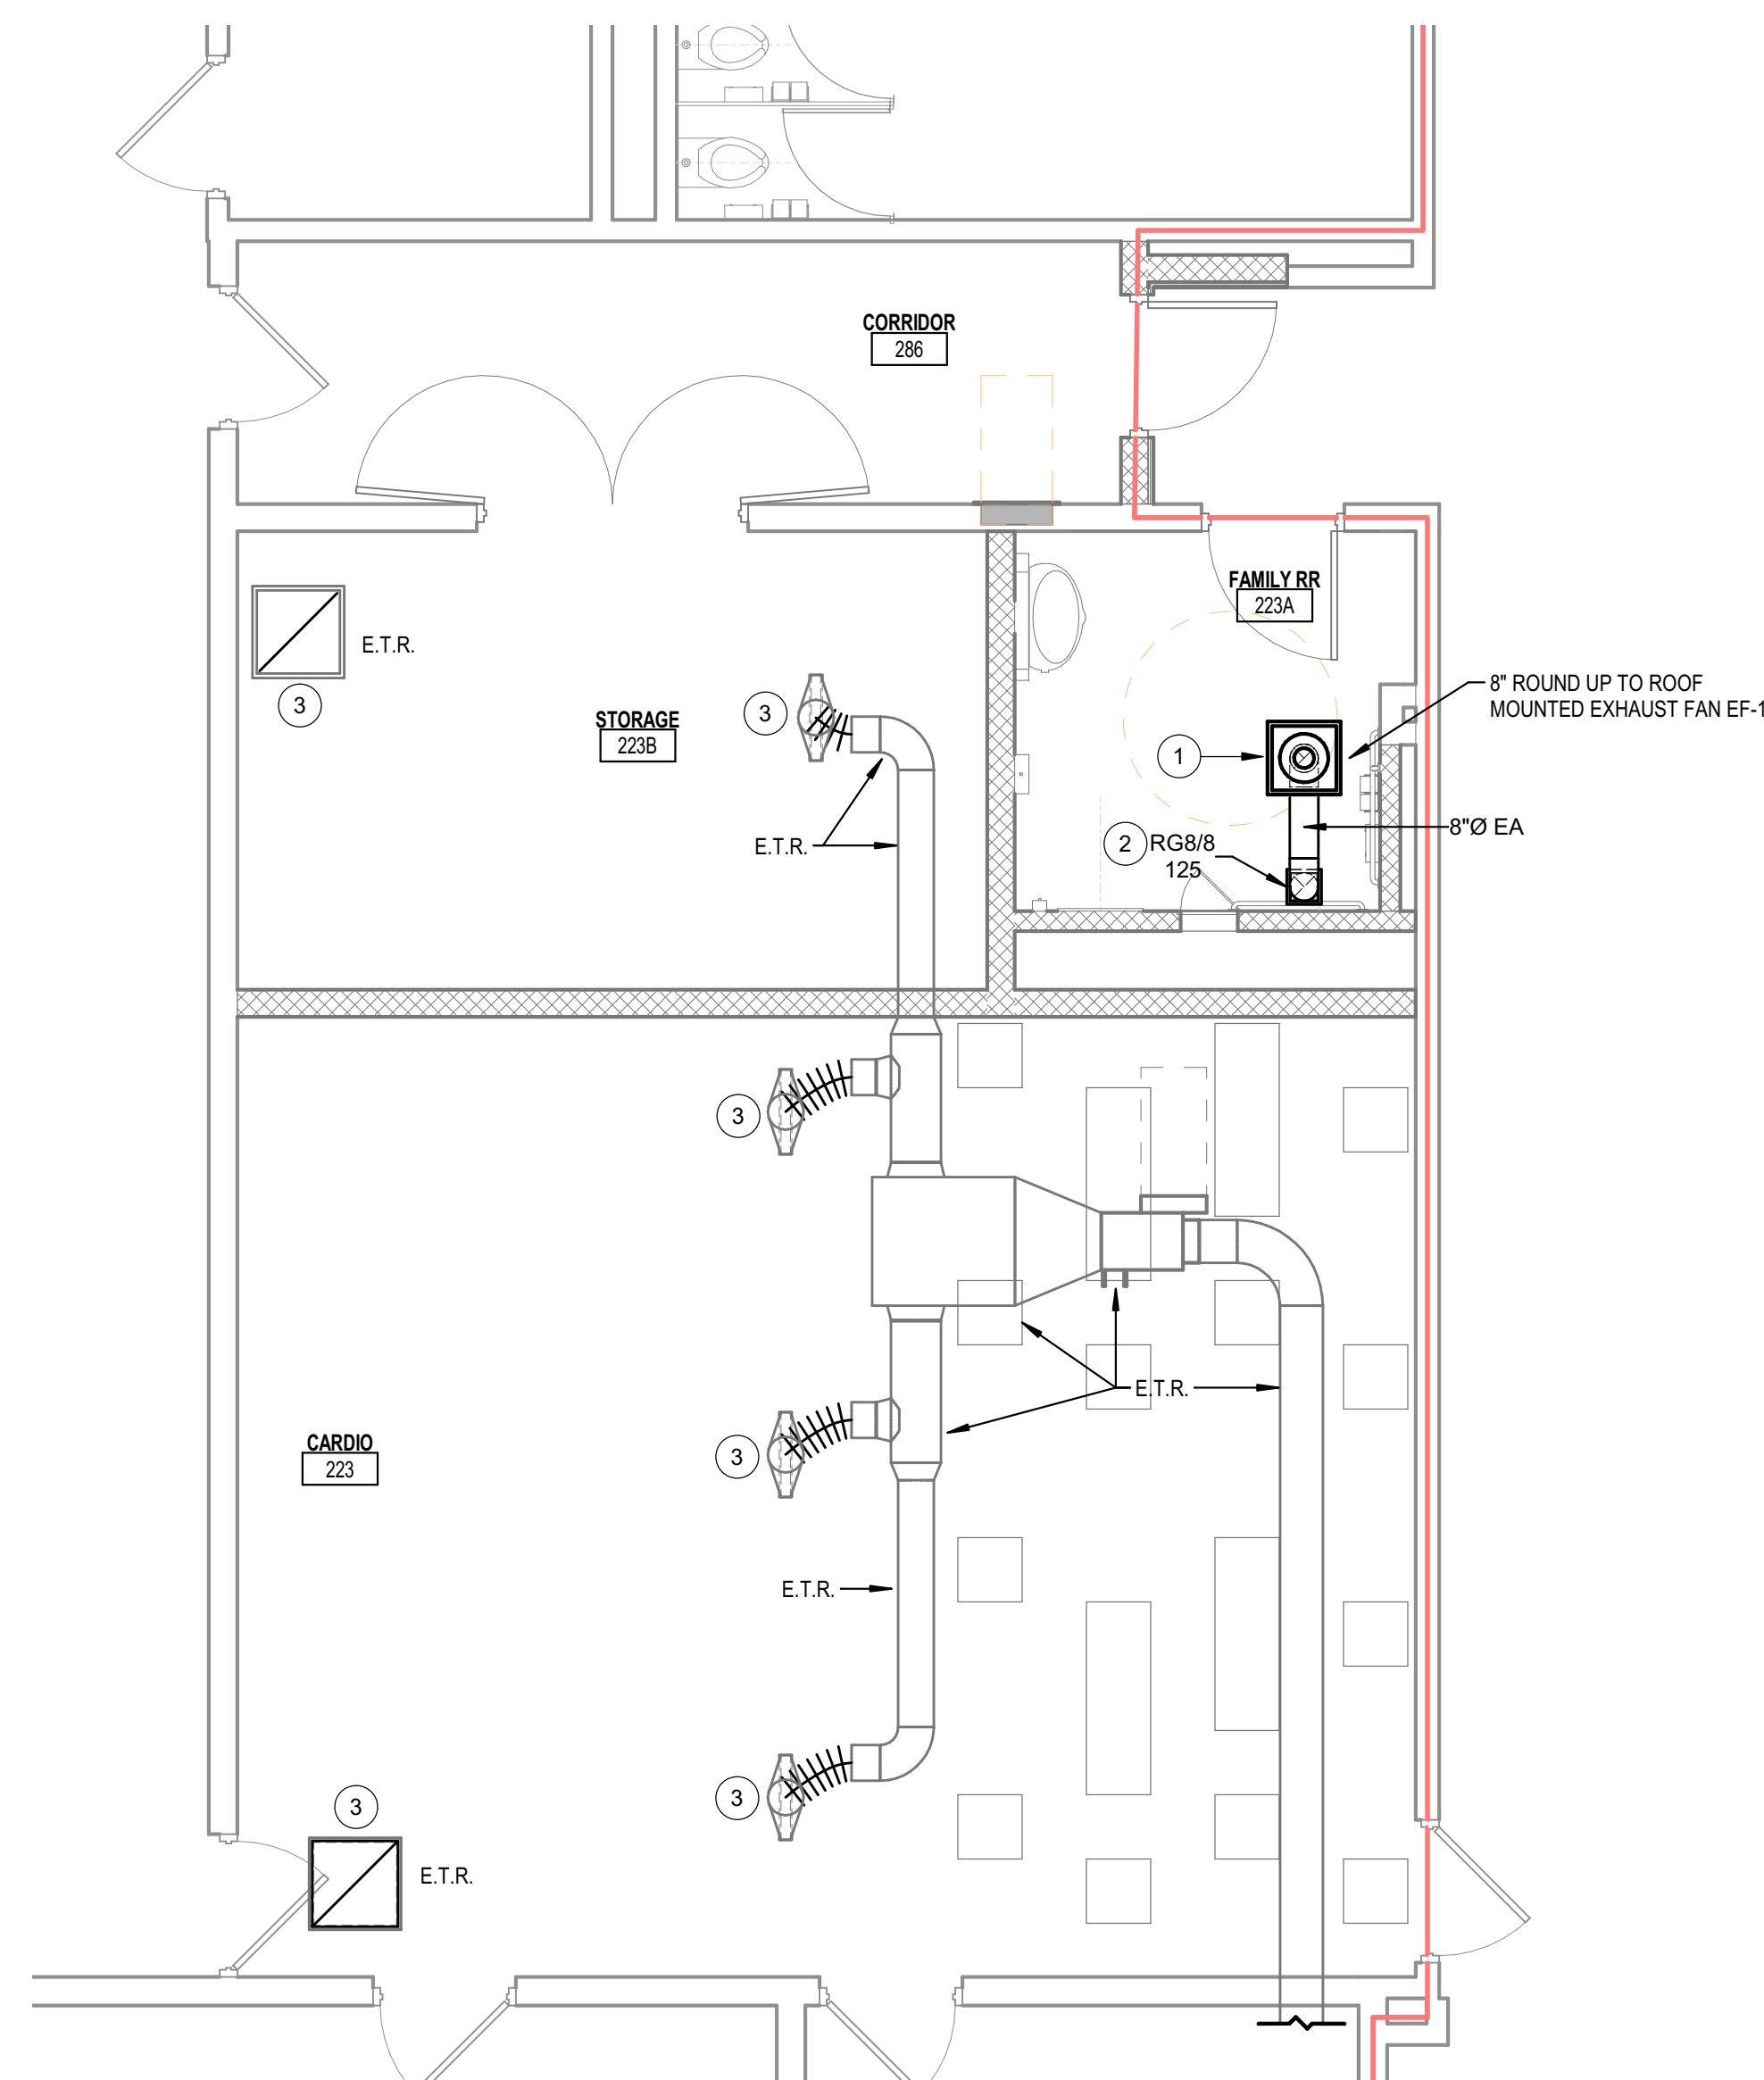 CORRIDOR
286
FAMILY RR
223A
E.T.R.
3
STORAGE
223B
3
8" ROUND UP TO ROOF
MOUNTED EXHAUST FAN EF-1
1
8"Ø EA
E.T.R.
2
RG8/8
125
3
E.T.R.
CARDIO
223
3
E.T.R.
3
3
E.T.R.